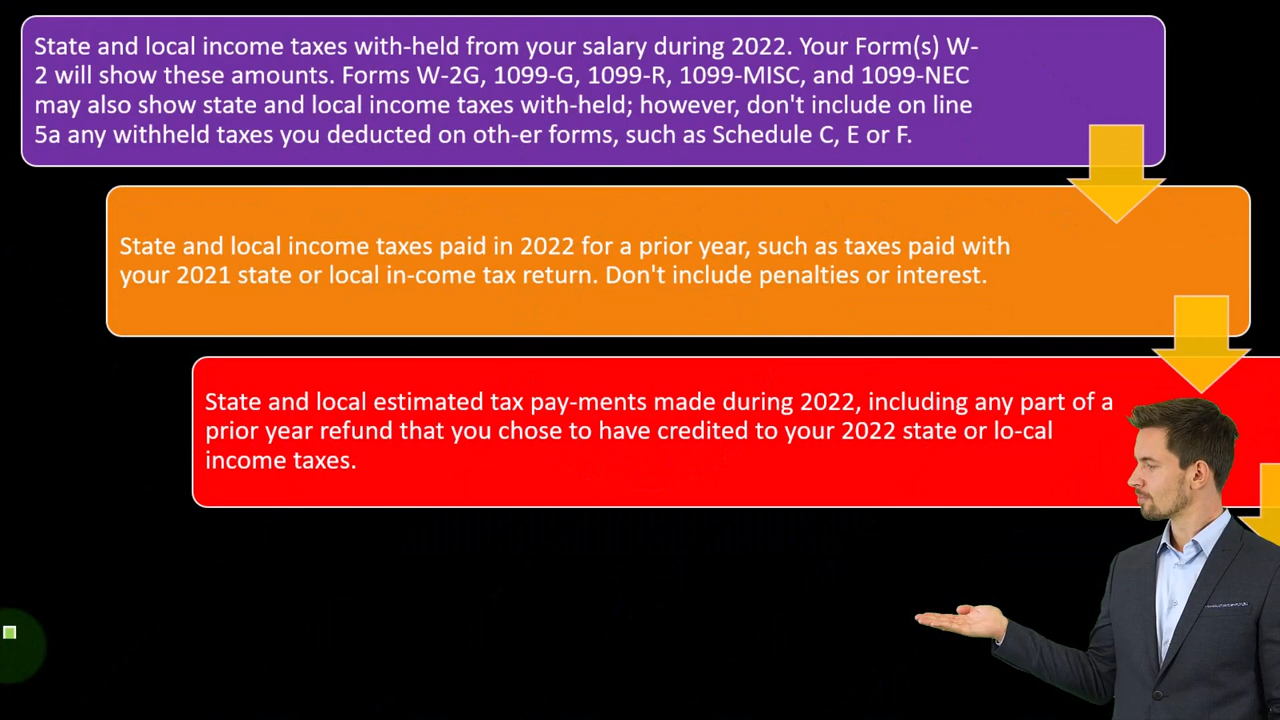 State and local income taxes with-held from your salary during 2022. Your Form(s) W-
2 will show these amounts. Forms W-2G, 1099-G, 1099-R, 1099-MISC, and 1099-NEC
may also show state and local income taxes with-held; however, don't include on line
5a any withheld taxes you deducted on oth-er forms, such as Schedule C, E or F.
State and local income taxes paid in 2022 for a prior year, such as taxes paid with
your 2021 state or local in-come tax return. Don't include penalties or interest.
State and local estimated tax pay-ments made during 2022, including any part of a
prior year refund that you chose to have credited to your 2022 state or lo-cal
income taxes.